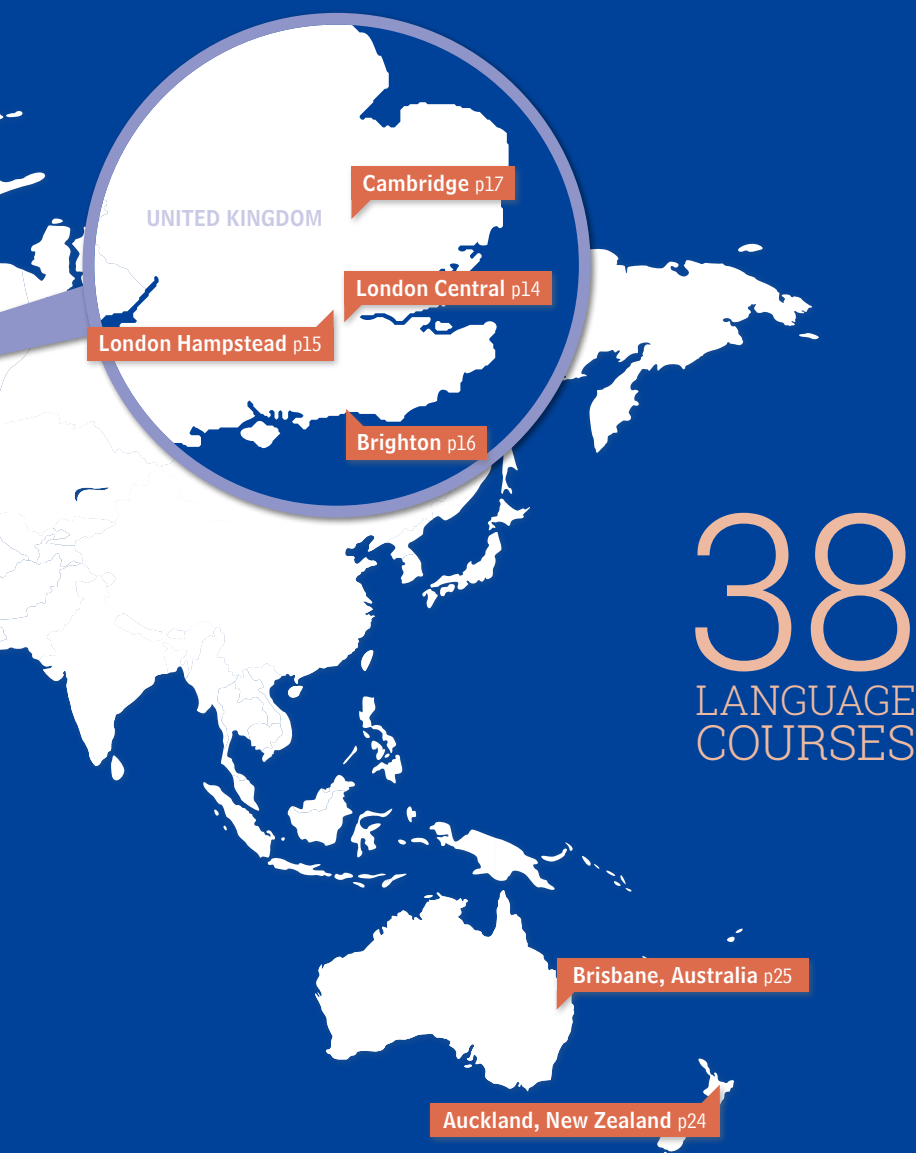 Cambridge p17
UNITED KINGDOM
London Central p14
London Hampstead p15
Brighton p16
38
LANGUAGE
COURSES
Brisbane, Australia p25
Auckland, New Zealand p24